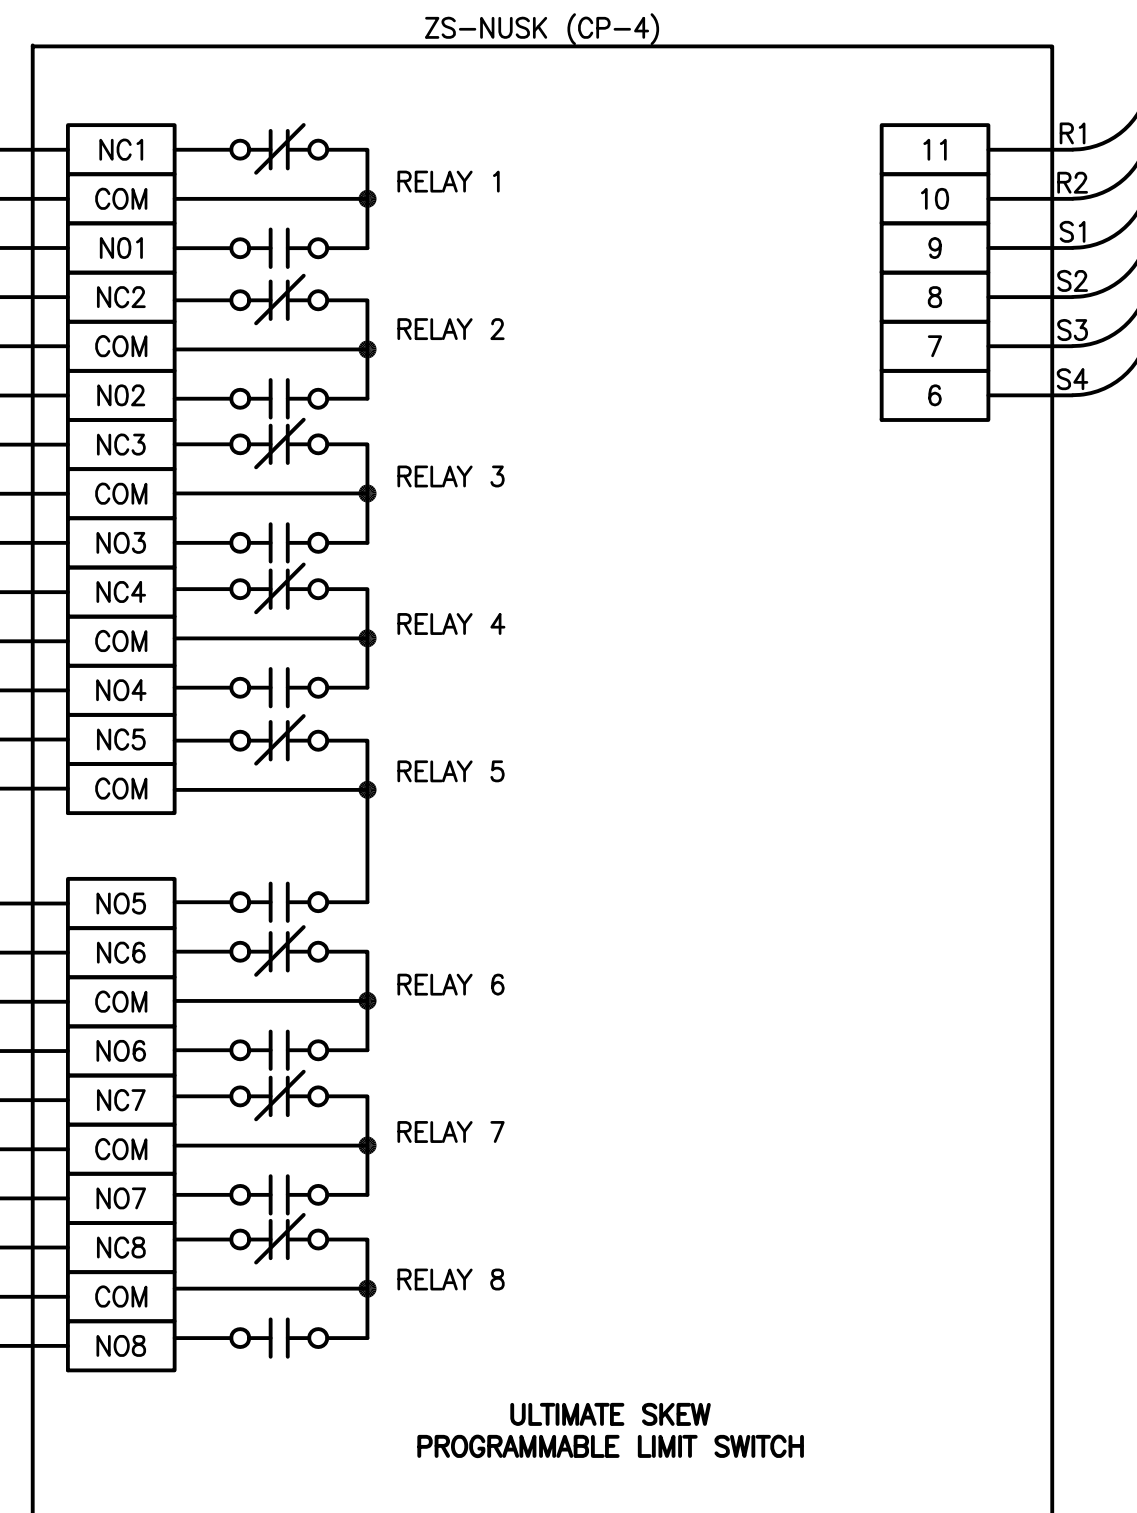 ZS-NUSK (CP-4)
NC1
COM
NO1
NC2
COM
NO2
NC3
COM
NO3
NC4
COM
NO4
NC5
COM
NO5
NC6
COM
NO6
NC7
COM
NO7
NC8
COM
NO8
RELAY 1
RELAY 2
RELAY 3
RELAY 4
RELAY 5
RELAY 6
RELAY 7
RELAY 8
11 R1
10 R2
9 S1
8 S2
7 S3
6 S4
ULTIMATE SKEW
PROGRAMMABLE LIMIT SWITCH